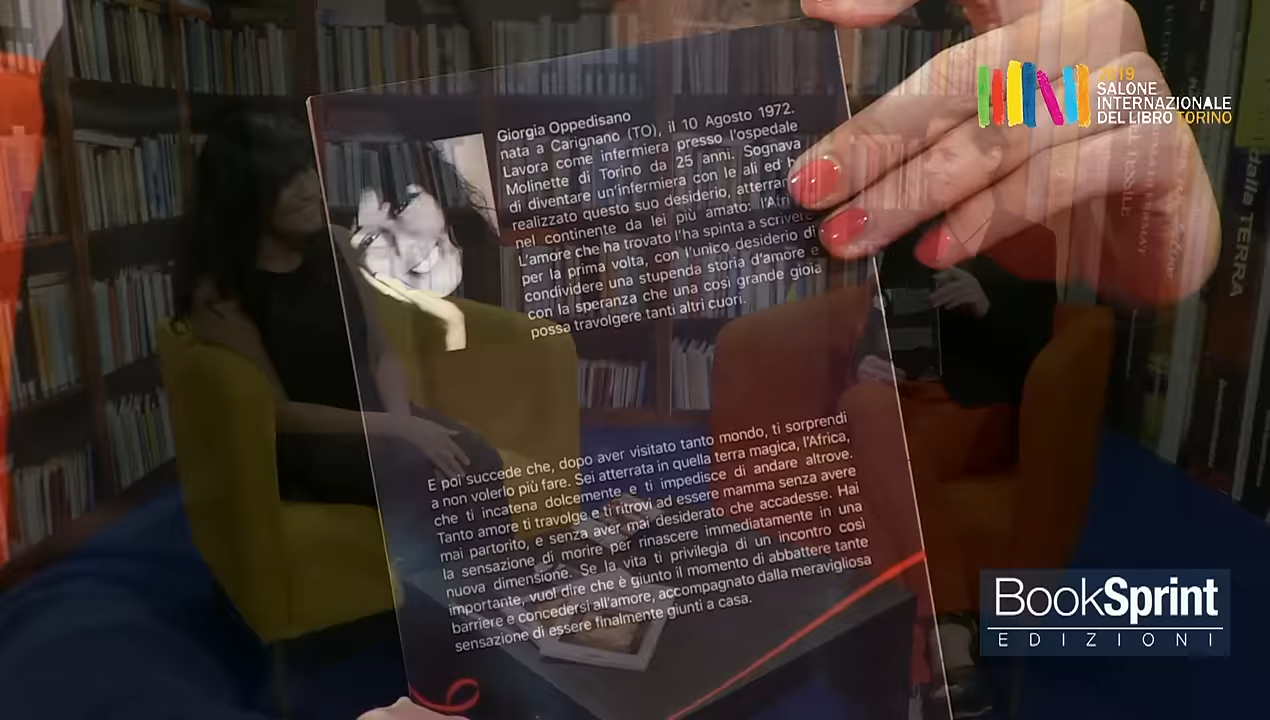 2019
SALONE
INTERNAZIONALE
DEL LIBRO TORINO
Giorgia Oppedisano
nata a Carignano (TO), il 10 Agosto 1972.
Lavora come infermiera presso l'ospedale
Molinette di Torino da 25 anni. Sognava
di diventare un'infermiera con le ali ed
realizzato questo suo desiderio,
nel continente da lei più amato:
L'amore che ha trovato l'ha spinta a scrivere
per la prima volta, con l'unico desiderio di
condividere una stupenda storia d'amore e
con la speranza che una così grande gioia
possa travolgere tanti altri cuori.
dalla TERRA
E poi succede che, dopo aver visitato tanto mondo, ti sorprendi
a non volerlo più fare. Sei atterrata in quella terra magica, l'Africa,
che ti incatena dolcemente e ti impedisce di andare altrove.
Tanto amore ti travolge e ti ritrovi ad essere mamma senza avere
mai partorito, e senza aver mai desiderato che accadesse. Hai
la sensazione di morire per rinascere immediatamente in una
nuova dimensione. Se la vita ti privilegia di un incontro così
importante, vuol dire che è giunto il momento di abbattere tante
barriere e concedersi all'amore, accompagnato dalla meravigliosa
sensazione di essere finalmente giunti a casa.
BookSprint
EDIZIONI